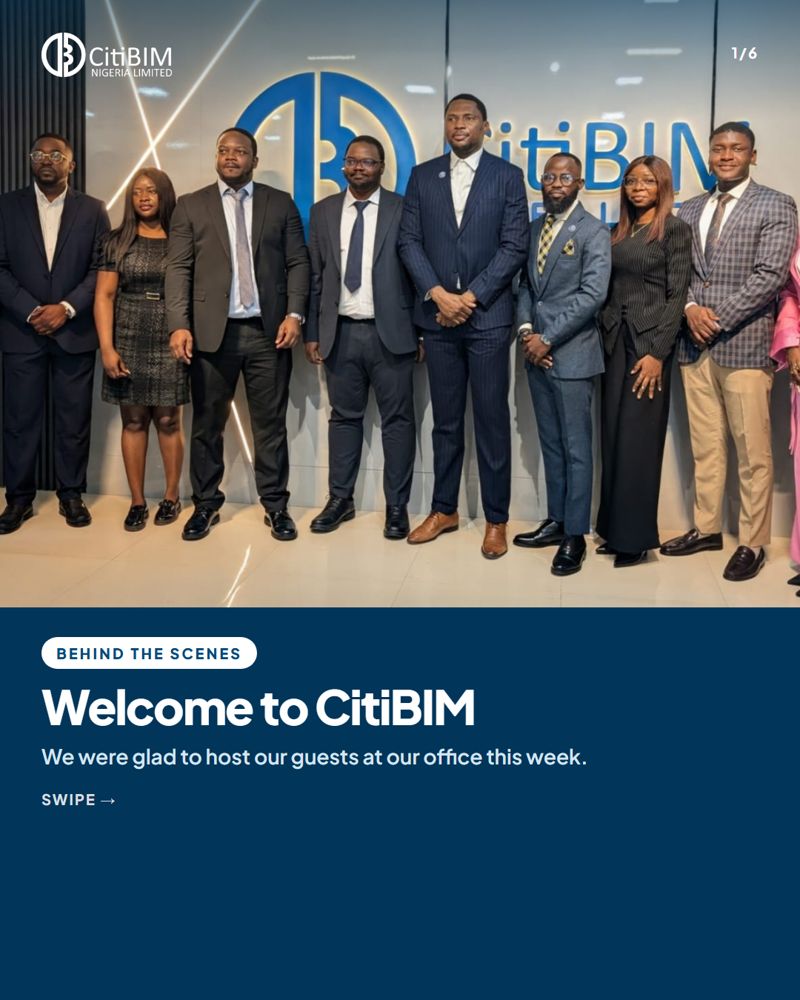 CitiBIM
NIGERIA LIMITED
1/6
CitiBIM
BEHIND THE SCENES
Welcome to CitiBIM
We were glad to host our guests at our office this week.
SWIPE →